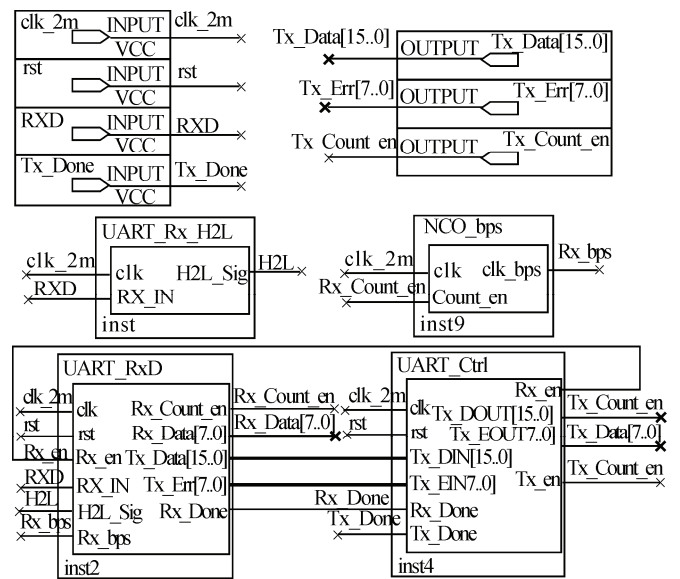 clk_2m INPUT VCC clk_2m
rst INPUT VCC rst
RXD INPUT VCC RXD
Tx_Done INPUT VCC Tx_Done
Tx_Data[15..0] OUTPUT Tx_Data[15..0]
Tx_Err[7..0] OUTPUT Tx_Err[7..0]
Tx_Count_en OUTPUT Tx_Count_en
UART_Rx_H2L
clk_2m clk H2L_Sig H2L
RXD RX_IN
inst
NCO_bps
clk_2m clk clk_bps Rx_bps
Rx_Count_en Count_en
inst9
UART_RxD
clk_2m clk Rx_Count_en Rx_Count_en
rst rst Rx_Data[7..0] Rx_Data[7..0]
Rx_en Rx_en Tx_Data[15..0]
RXD RX_IN Tx_Err[7..0]
H2L H2L_Sig Rx_Done Rx_Done
Rx_bps Rx_bps
inst2
UART_Ctrl
Rx_en
clk_2m clk Tx_DOUT[15..0] Tx_Count_en
rst rst Tx_EOUT7..0] Tx_Data[7..0]
Tx_DIN[15..0]
Tx_EIN7..0] Tx_en Tx_Count_en
Rx_Done
Tx_Done Tx_Done
inst4